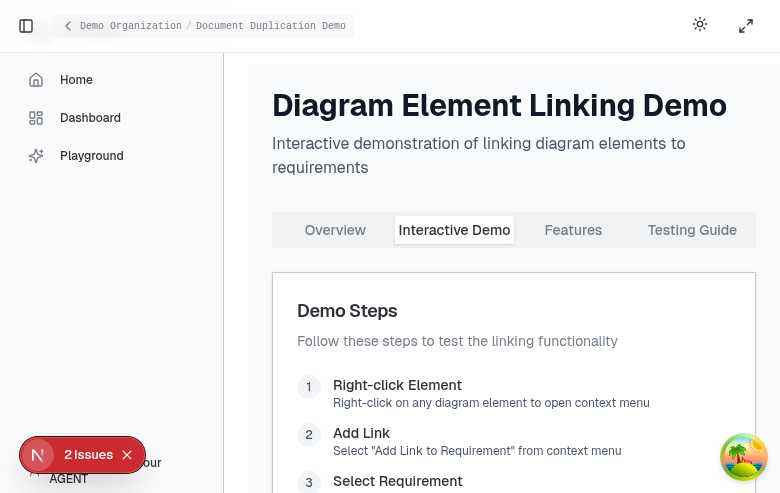 Demo Organization / Document Duplication Demo
Home
Dashboard
Playground
Diagram Element Linking Demo
Interactive demonstration of linking diagram elements to
requirements
Overview
Interactive Demo
Features
Testing Guide
Demo Steps
Follow these steps to test the linking functionality
1
Right-click Element
Right-click on any diagram element to open context menu
2
Add Link
Select "Add Link to Requirement" from context menu
3
Select Requirement
N
2 Issues
our
AGENT